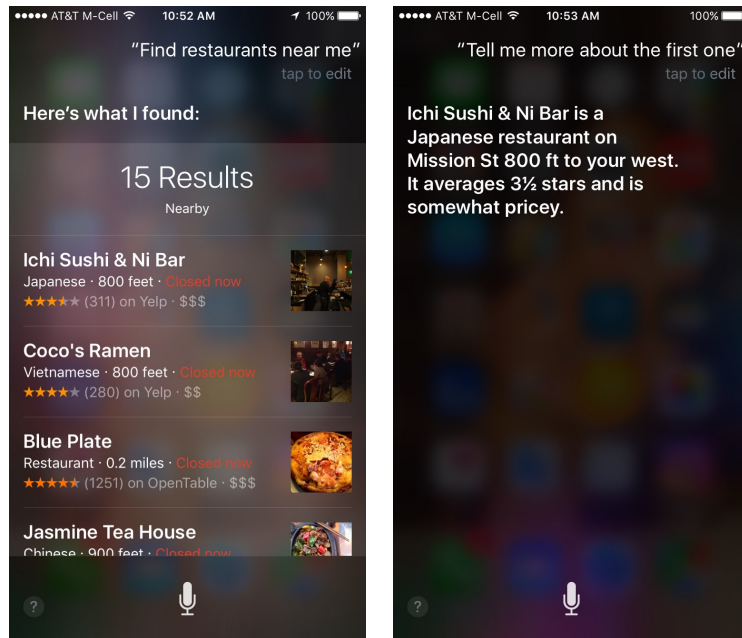 AT&T M-Cell 10:52 AM 100%
“Find restaurants near me”
tap to edit
Here’s what I found:
15 Results
Nearby
Ichi Sushi & Ni Bar
Japanese · 800 feet · Closed now
★★★★★ (311) on Yelp · $$$
Coco's Ramen
Vietnamese · 800 feet · Closed now
★★★★★ (280) on Yelp · $$
Blue Plate
Restaurant · 0.2 miles · Closed now
★★★★★ (1251) on OpenTable · $$$
Jasmine Tea House
Chinese · 900 feet · Closed now
?
AT&T M-Cell 10:53 AM 100%
“Tell me more about the first one”
tap to edit
Ichi Sushi & Ni Bar is a
Japanese restaurant on
Mission St 800 ft to your west.
It averages 3½ stars and is
somewhat pricey.
?